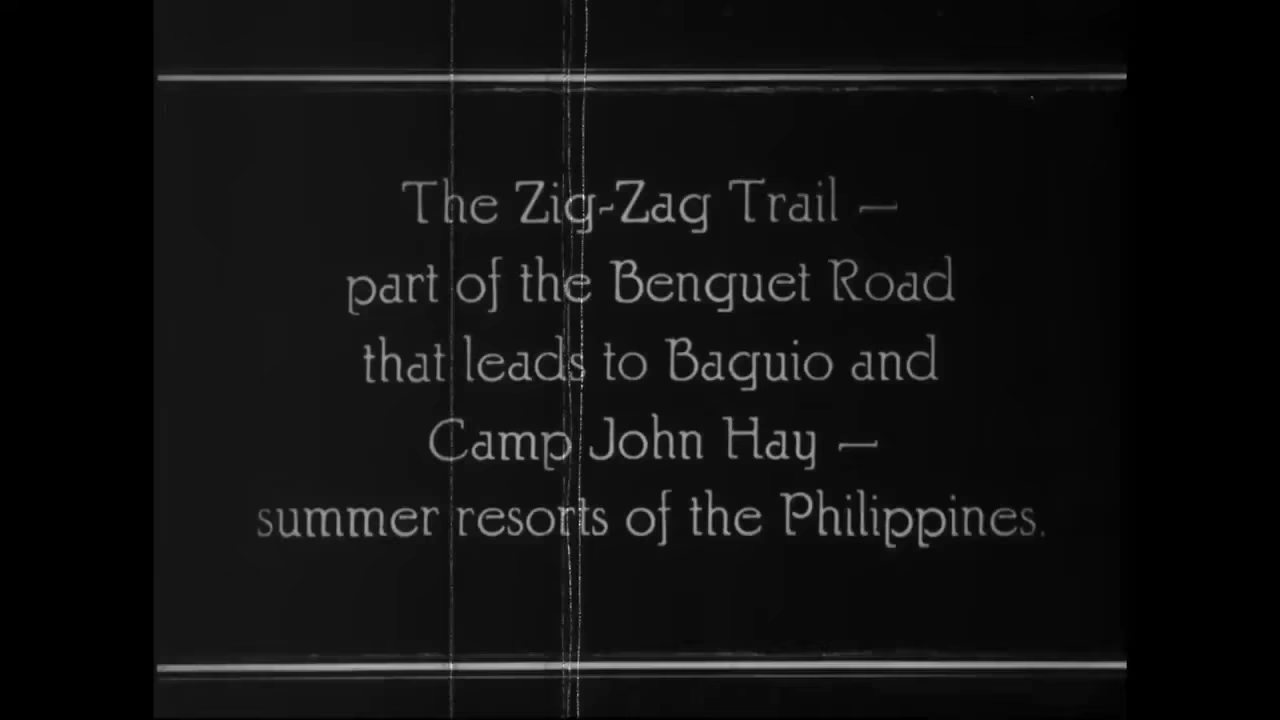 The Zig-Zag Trail —
part of the Benguet Road
that leads to Baguio and
Camp John Hay —
summer resorts of the Philippines.